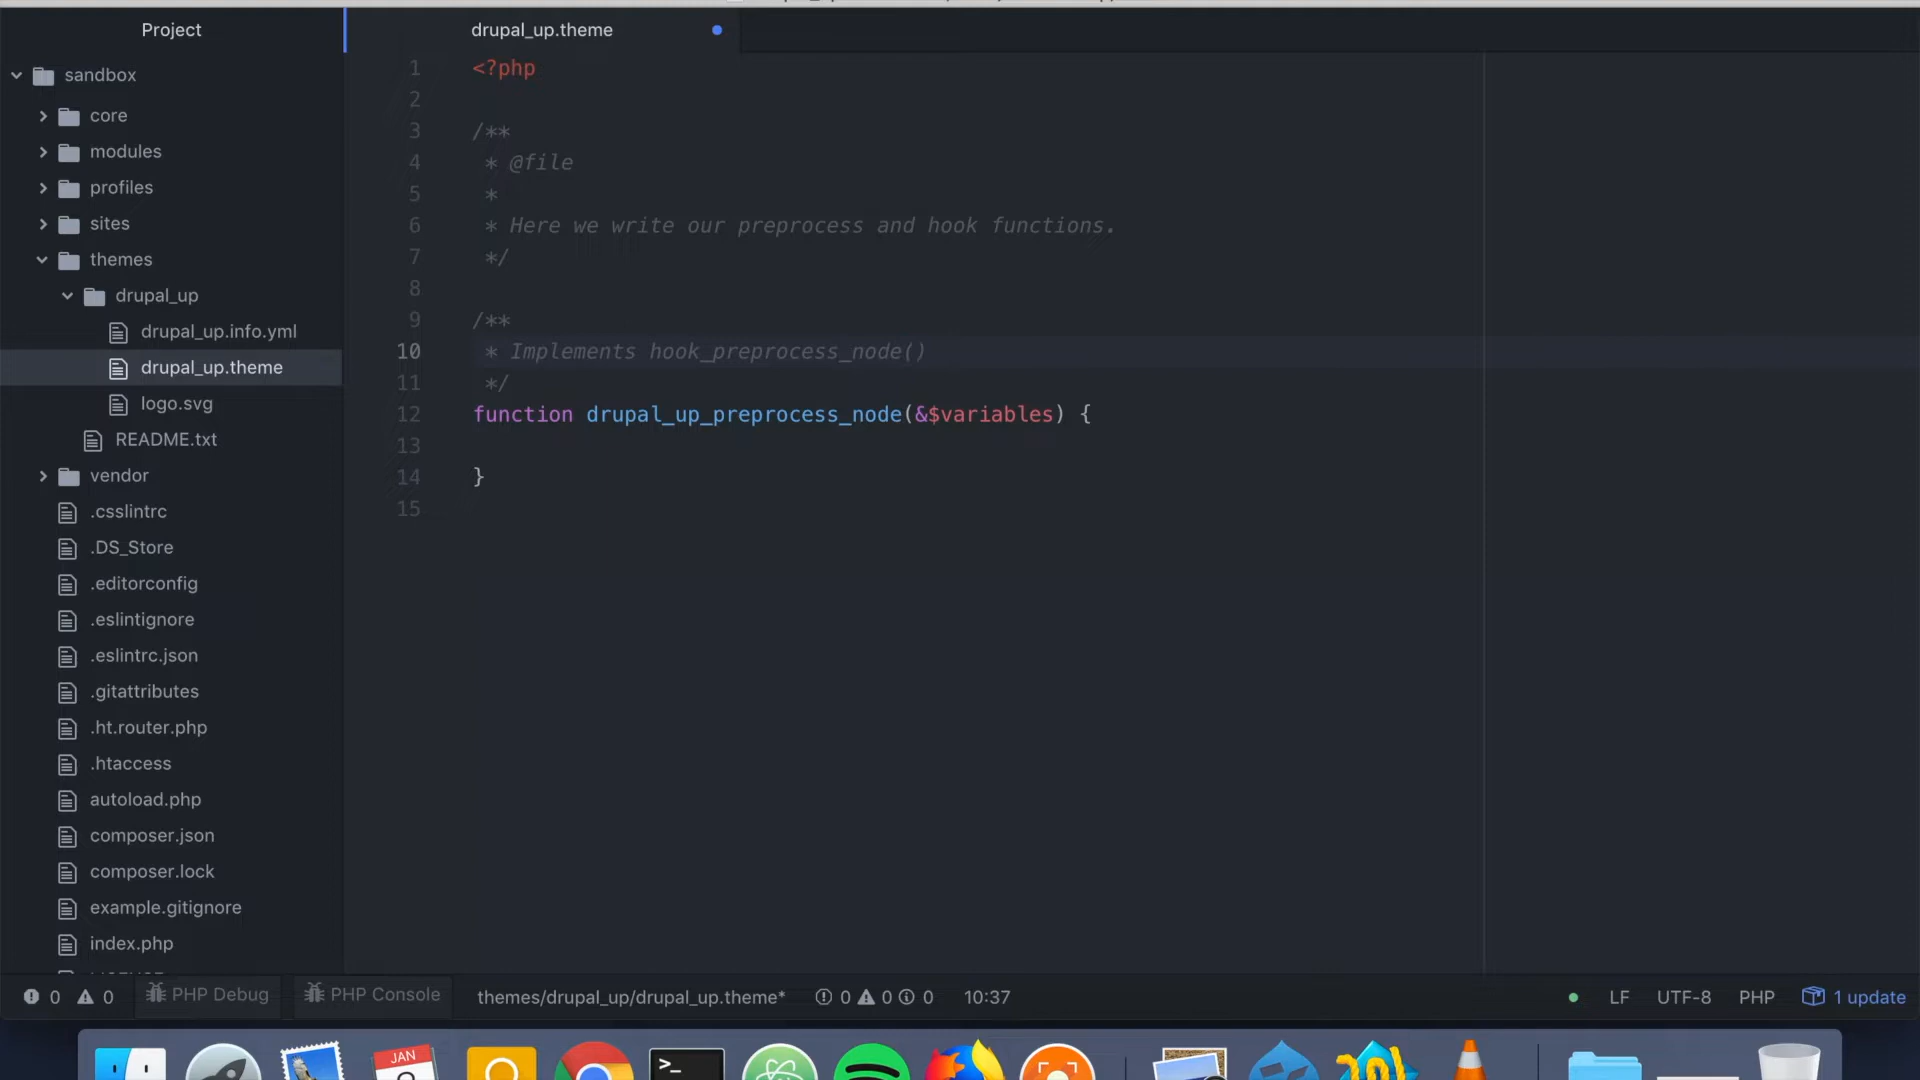 Project
drupal_up.theme
sandbox
core
modules
profiles
sites
themes
drupal_up
drupal_up.info.yml
drupal_up.theme
logo.svg
README.txt
vendor
.csslintrc
.DS_Store
.editorconfig
.eslintignore
.eslintrc.json
.gitattributes
.ht.router.php
.htaccess
autoload.php
composer.json
composer.lock
example.gitignore
index.php
1 <?php
2
3 /**
4 * @file
5 *
6 * Here we write our preprocess and hook functions.
7 */
8
9 /**
10 * Implements hook_preprocess_node()
11 */
12 function drupal_up_preprocess_node(&$variables) {
13
14 }
15
0 0 PHP Debug PHP Console themes/drupal_up/drupal_up.theme* 0 0 0 10:37 LF UTF-8 PHP 1 update
JAN
>_